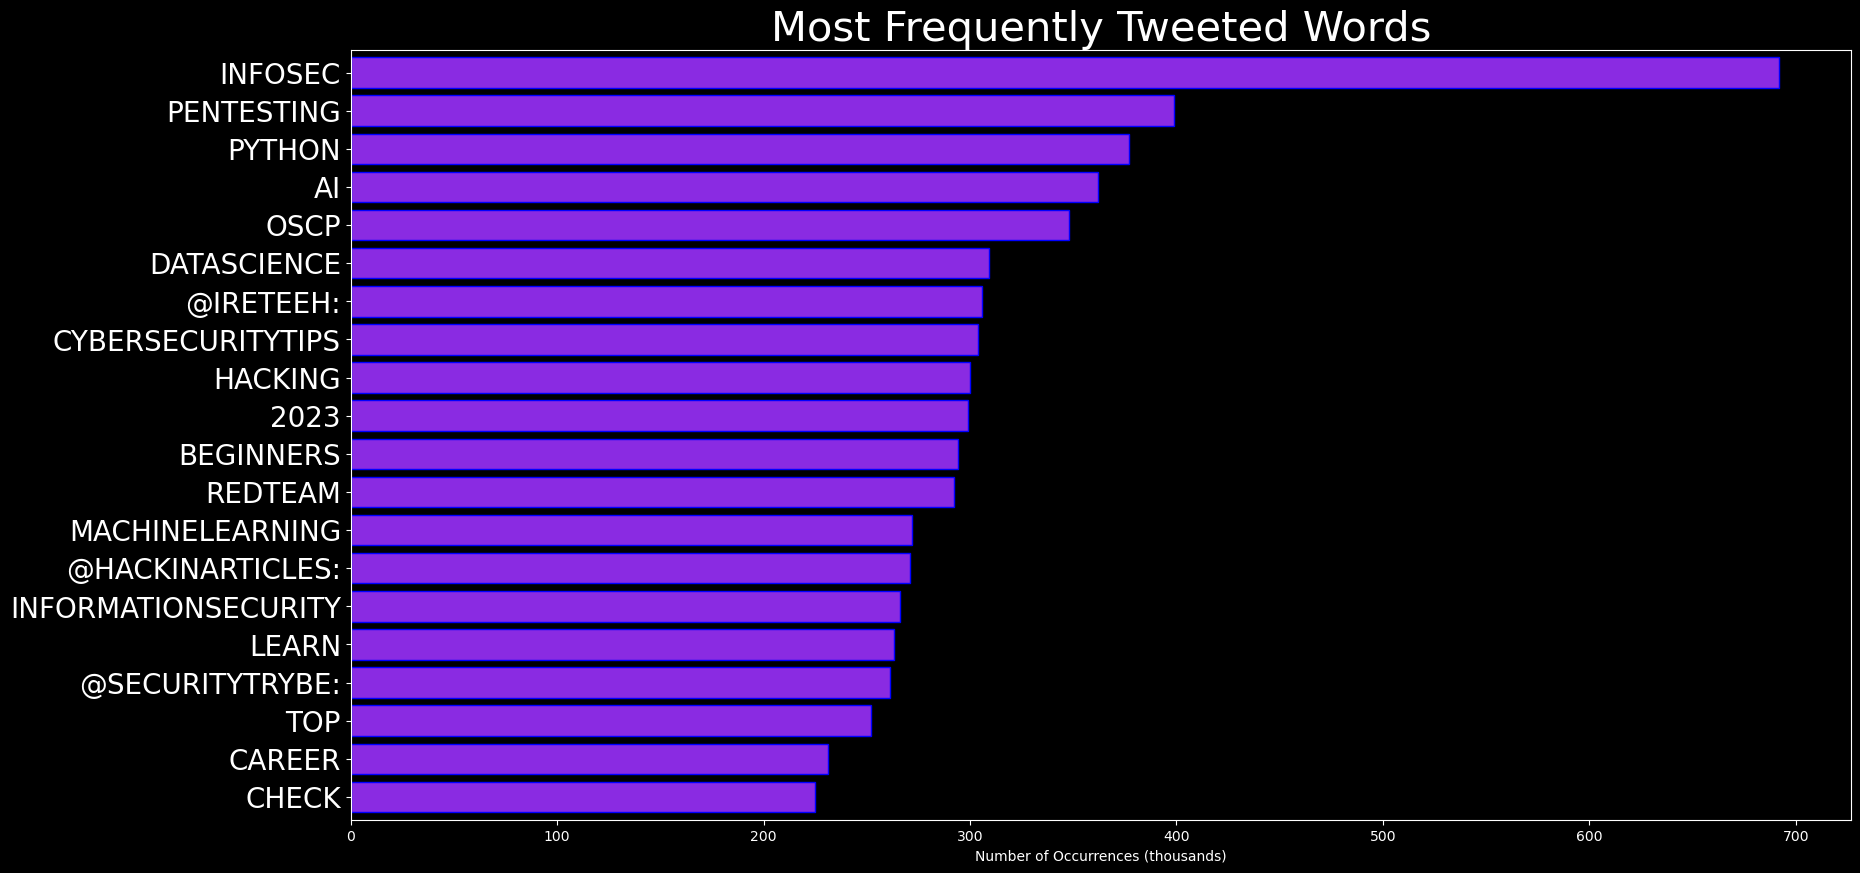 Most Frequently Tweeted Words
INFOSEC
PENTESTING
PYTHON
AI
OSCP
DATASCIENCE
@IRETEEH:
CYBERSECURITYTIPS
HACKING
2023
BEGINNERS
REDTEAM
MACHINELEARNING
@HACKINARTICLES:
INFORMATIONSECURITY
LEARN
@SECURITYTRYBE:
TOP
CAREER
CHECK
0 100 200 300 400 500 600 700
Number of Occurrences (thousands)